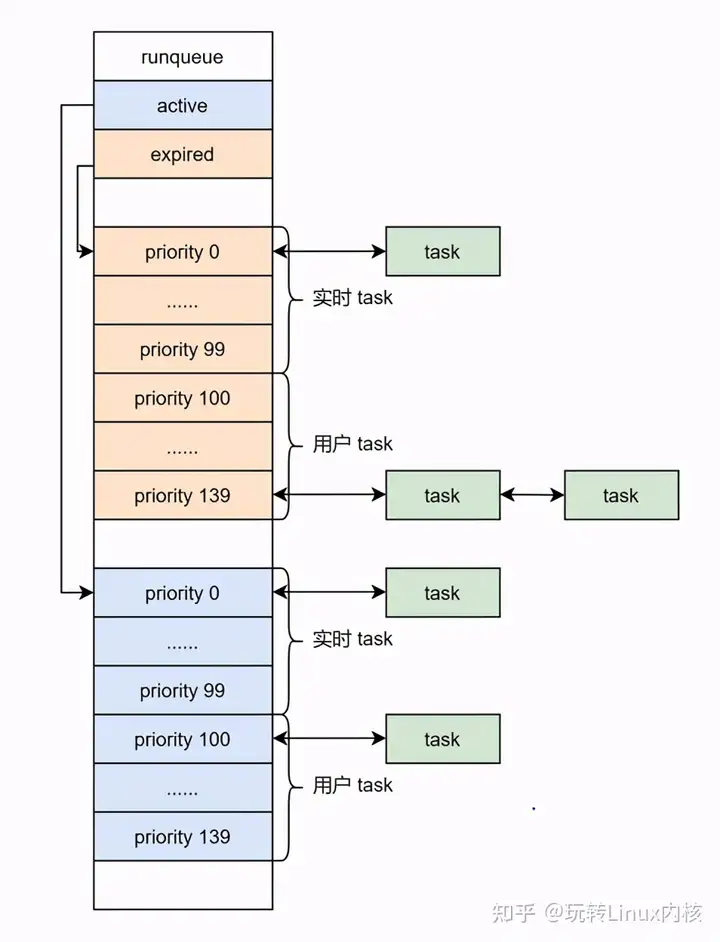 runqueue
active
expired
priority 0
task
实时 task
......
priority 99
priority 100
用户 task
......
priority 139
task
task
priority 0
task
实时 task
......
priority 99
priority 100
task
用户 task
......
priority 139
知乎 @玩转Linux内核